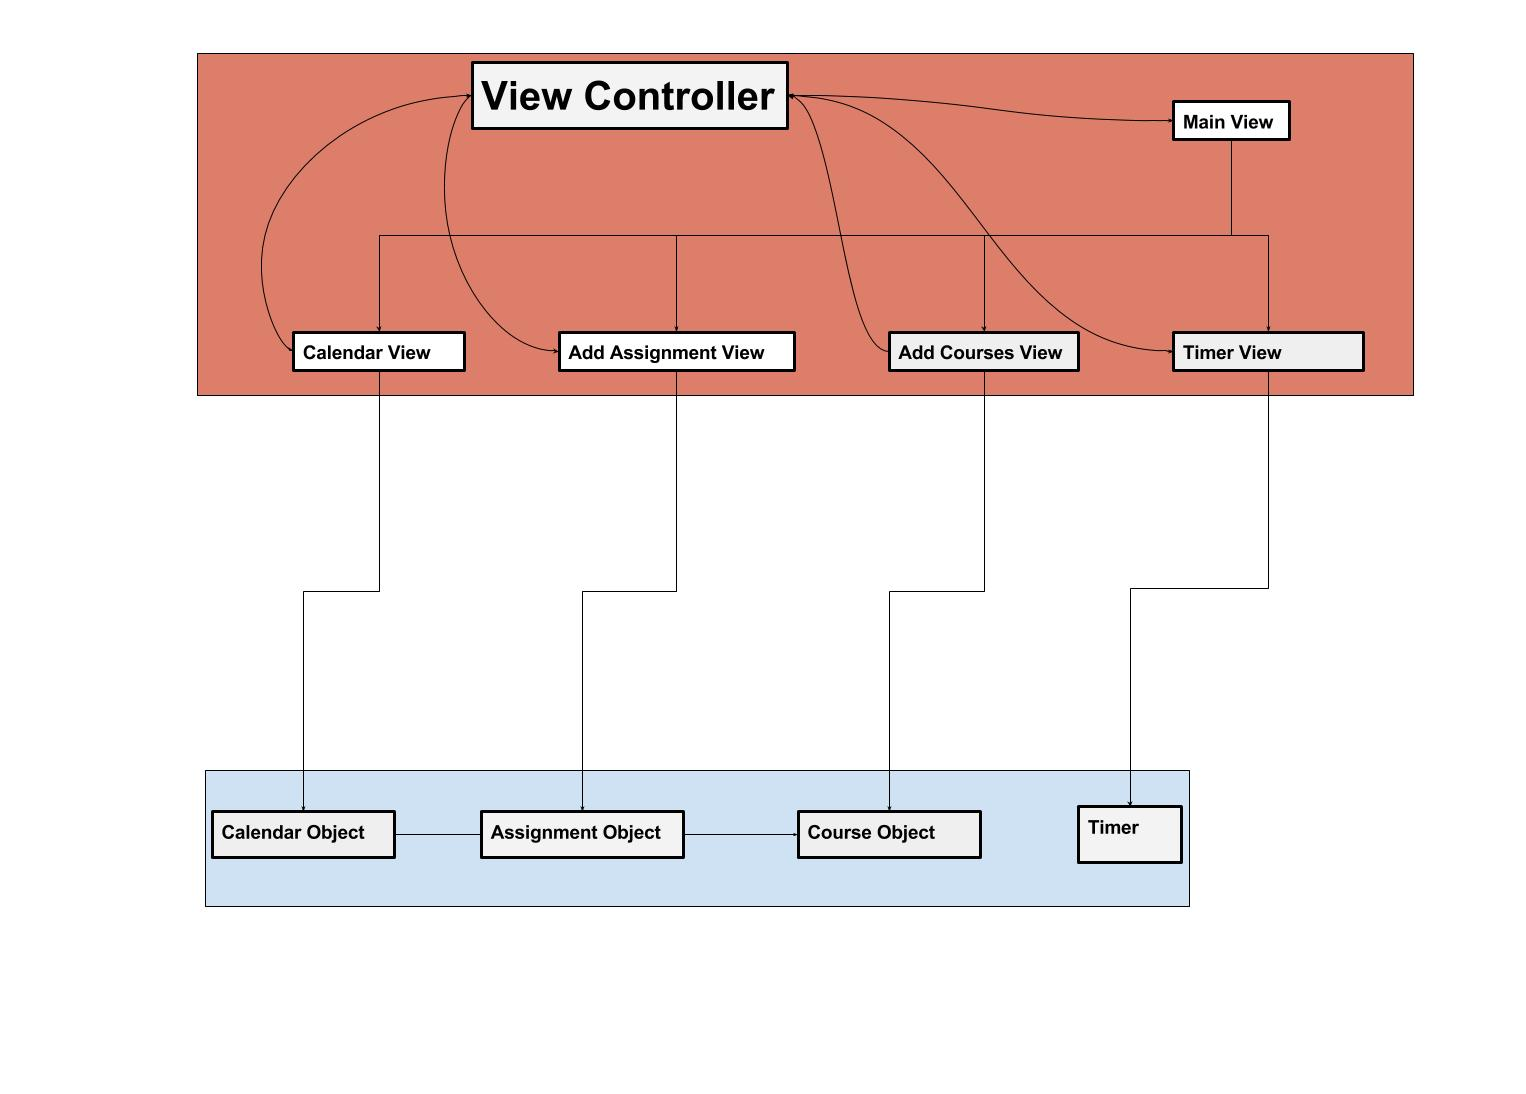 View Controller
Main View
Calendar View
Add Assignment View
Add Courses View
Timer View
Calendar Object
Assignment Object
Course Object
Timer